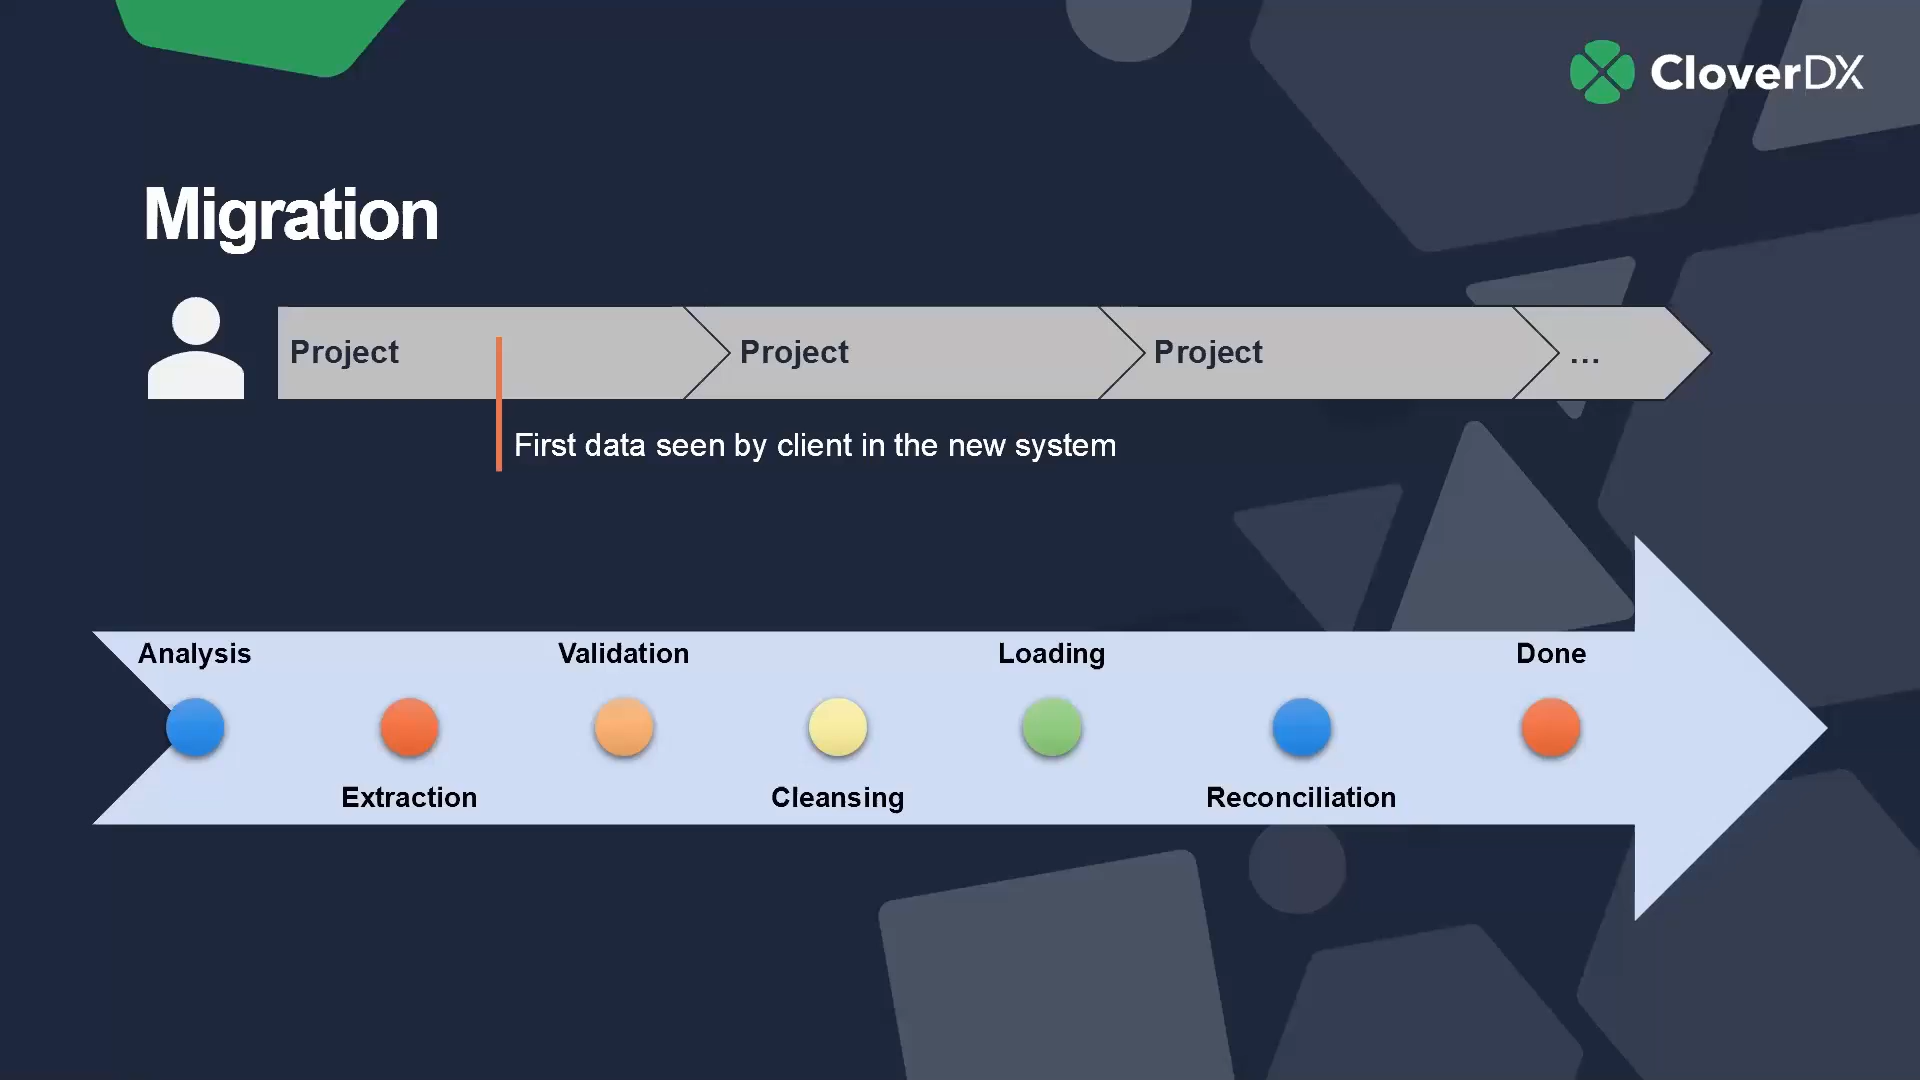 CloverDX
Migration
Project
Project
Project
...
First data seen by client in the new system
Analysis
Validation
Loading
Done
Extraction
Cleansing
Reconciliation